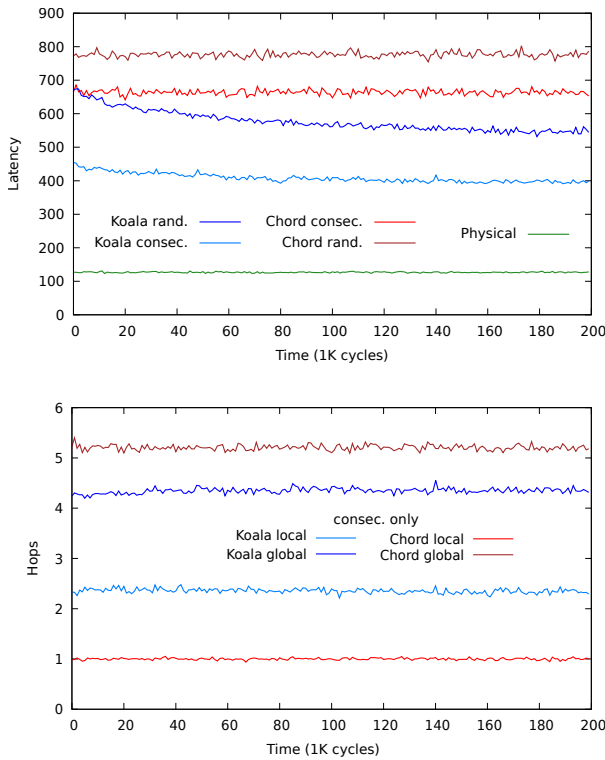 900
800
700
600
500
400
300
200
100
0
Latency
Koala rand.
Koala consec.
Chord consec.
Chord rand.
Physical
0 20 40 60 80 100 120 140 160 180 200
Time (1K cycles)
6
5
4
3
2
1
0
Hops
consec. only
Koala local
Koala global
Chord local
Chord global
0 20 40 60 80 100 120 140 160 180 200
Time (1K cycles)